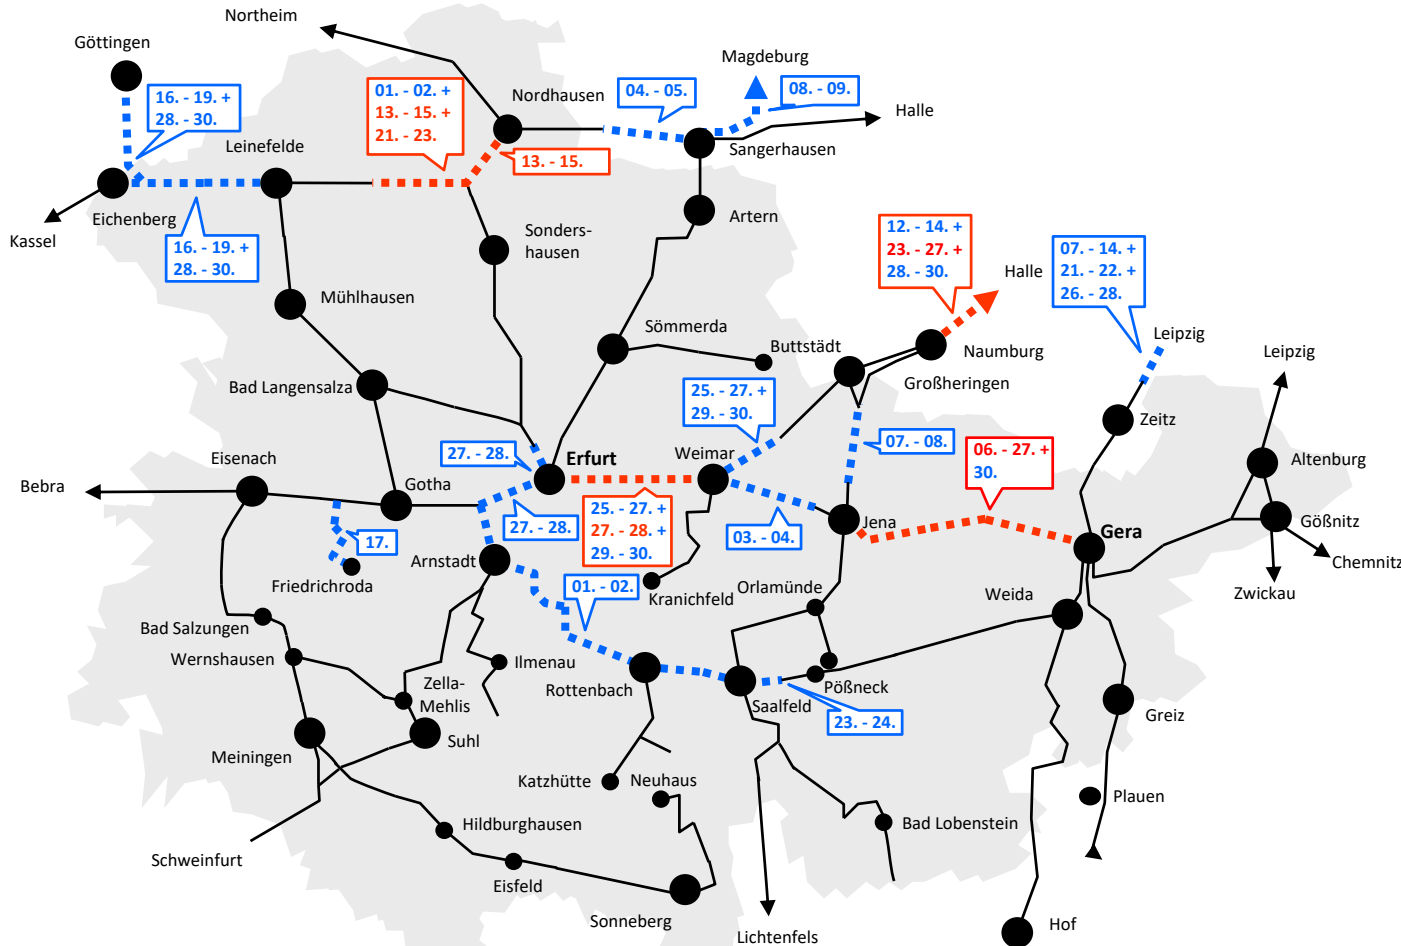 Northeim
Göttingen
Magdeburg
16. - 19. +
28. - 30.
01. - 02. +
13. - 15. +
21. - 23.
Nordhausen
04. - 05.
08. - 09.
Halle
Leinefelde
13. - 15.
Sangerhausen
Eichenberg
Kassel
16. - 19. +
28. - 30.
Sonders-
hausen
Artern
12. - 14. +
23. - 27. +
28. - 30.
Halle
07. - 14. +
21. - 22. +
26. - 28.
Mühlhausen
Sömmerda
Buttstädt
Naumburg
Großheringen
Leipzig
Leipzig
Bad Langensalza
25. - 27. +
29. - 30.
Zeitz
Eisenach
Gotha
27. - 28.
Erfurt
Weimar
07. - 08.
06. - 27. +
30.
Altenburg
Bebra
27. - 28.
25. - 27. +
27. - 28. +
29. - 30.
03. - 04.
Jena
Gera
Gößnitz
17.
Arnstadt
Chemnitz
Friedrichroda
01. - 02.
Kranichfeld
Orlamünde
Weida
Zwickau
Bad Salzungen
Wernshausen
Ilmenau
Rottenbach
Zella-
Mehlis
Pößneck
Saalfeld
23. - 24.
Greiz
Meiningen
Suhl
Katzhütte
Neuhaus
Plauen
Hildburghausen
Bad Lobenstein
Schweinfurt
Eisfeld
Sonneberg
Hof
Lichtenfels